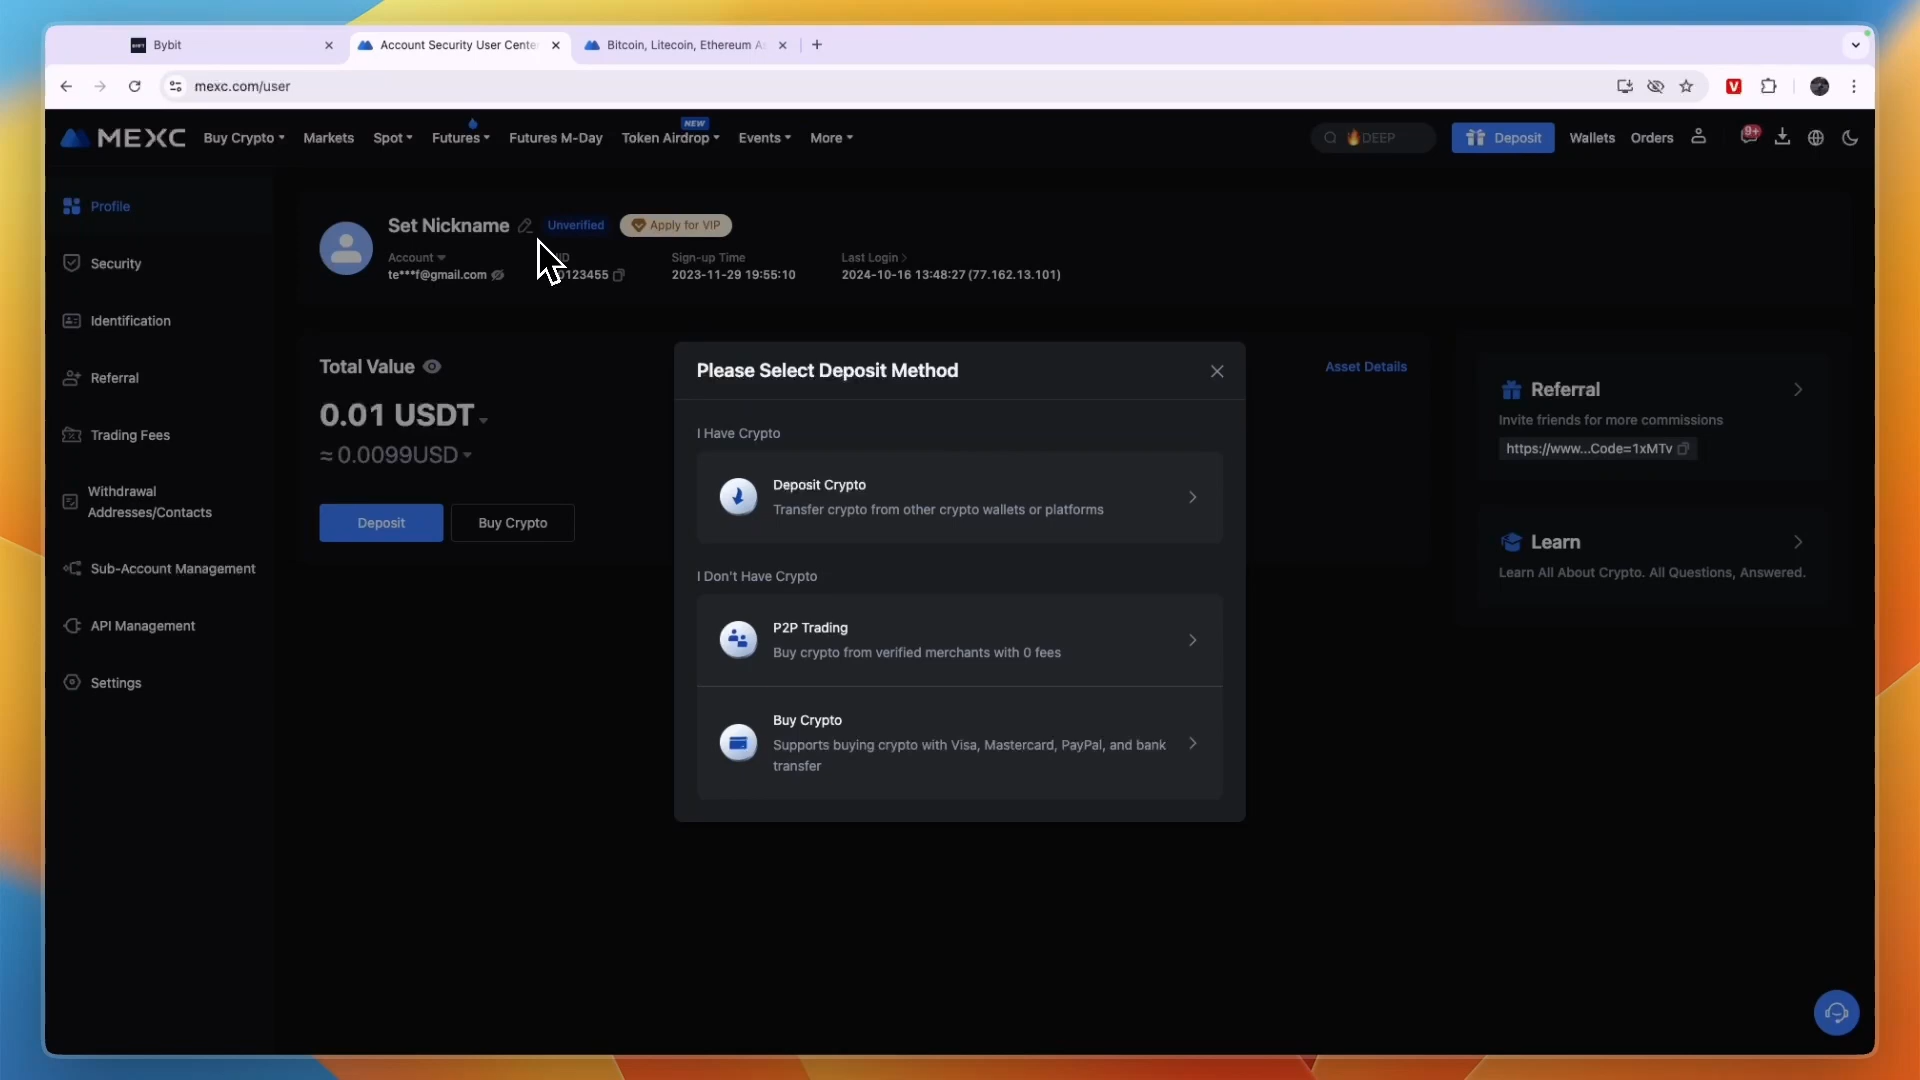 Bybit
Account Security User Cente
Bitcoin, Litecoin, Ethereum A
mexc.com/user
MEXC
Buy Crypto
Markets
Spot
Futures
Futures M-Day
Token Airdrop
NEW
Events
More
DEEP
Deposit
Wallets
Orders
9+
Profile
Security
Identification
Referral
Trading Fees
Withdrawal
Addresses/Contacts
Sub-Account Management
API Management
Settings
Set Nickname
Unverified
Apply for VIP
Account
te***f@gmail.com
123455
Sign-up Time
2023-11-29 19:55:10
Last Login
2024-10-16 13:48:27 (77.162.13.101)
Total Value
0.01 USDT
≈ 0.0099USD
Deposit
Buy Crypto
Asset Details
Please Select Deposit Method
I Have Crypto
Deposit Crypto
Transfer crypto from other crypto wallets or platforms
I Don't Have Crypto
P2P Trading
Buy crypto from verified merchants with 0 fees
Buy Crypto
Supports buying crypto with Visa, Mastercard, PayPal, and bank
transfer
Referral
Invite friends for more commissions
https://www...Code=1xMTv
Learn
Learn All About Crypto. All Questions, Answered.